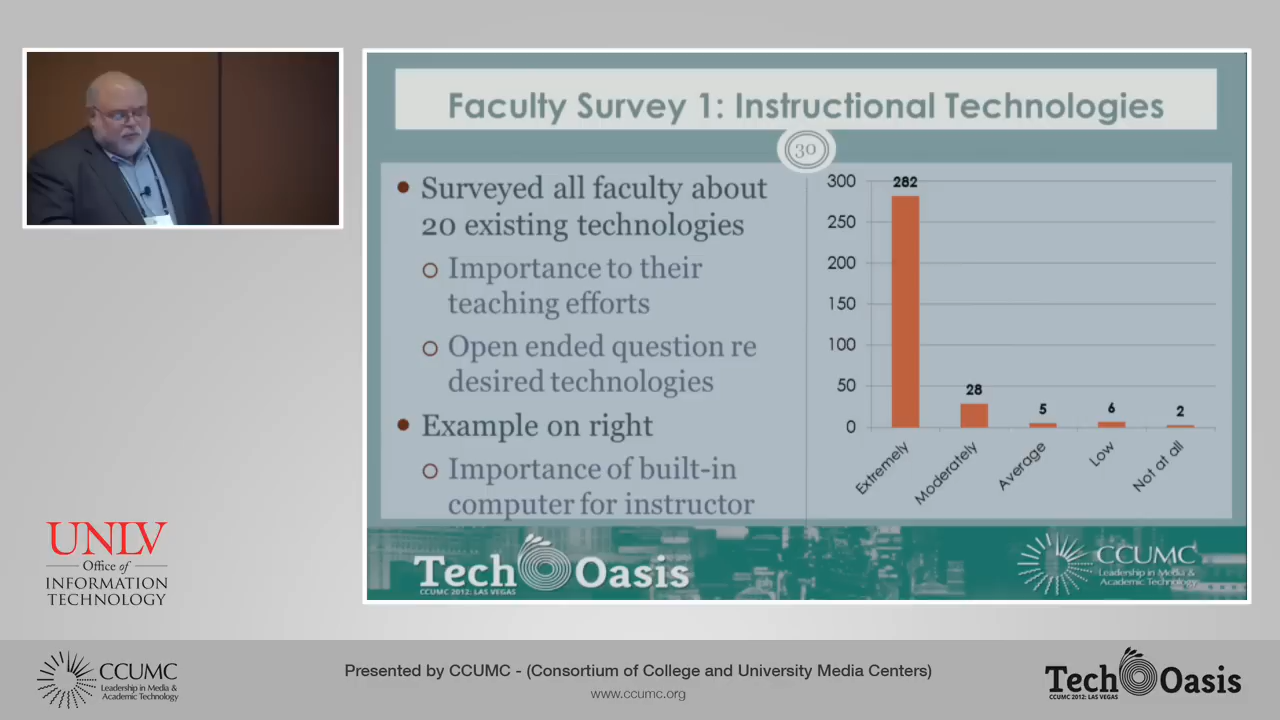 Faculty Survey 1: Instructional Technologies
30
• Surveyed all faculty about
20 existing technologies
o Importance to their
teaching efforts
o Open ended question re
desired technologies
• Example on right
o Importance of built-in
computer for instructor
300
250
200
150
100
50
0
282
28
5
6
2
Extremely
Moderately
Average
Low
Not at all
Tech Oasis
CCUMC 2012: LAS VEGAS
CCUMC
Leadership in Media &
Academic Technology
UNLV
Office of
INFORMATION
TECHNOLOGY
CCUMC
Leadership in Media &
Academic Technology
Presented by CCUMC - (Consortium of College and University Media Centers)
www.ccumc.org
Tech Oasis
CCUMC 2012: LAS VEGAS